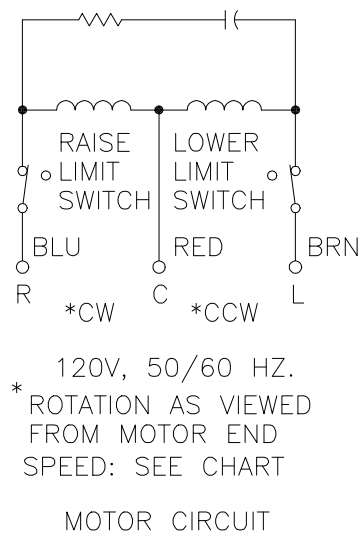 RAISE LOWER
LIMIT LIMIT
SWITCH SWITCH
BLU RED BRN
R C L
*CW *CCW
120V, 50/60 HZ.
* ROTATION AS VIEWED
FROM MOTOR END
SPEED: SEE CHART
MOTOR CIRCUIT